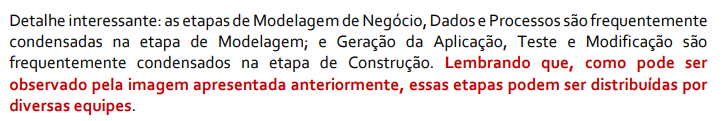 Detalhe interessante: as etapas de Modelagem de Negócio, Dados e Processos são frequentemente
condensadas na etapa de Modelagem; e Geração da Aplicação, Teste e Modificação são
frequentemente condensados na etapa de Construção. Lembrando que, como pode ser
observado pela imagem apresentada anteriormente, essas etapas podem ser distribuídas por
diversas equipes.